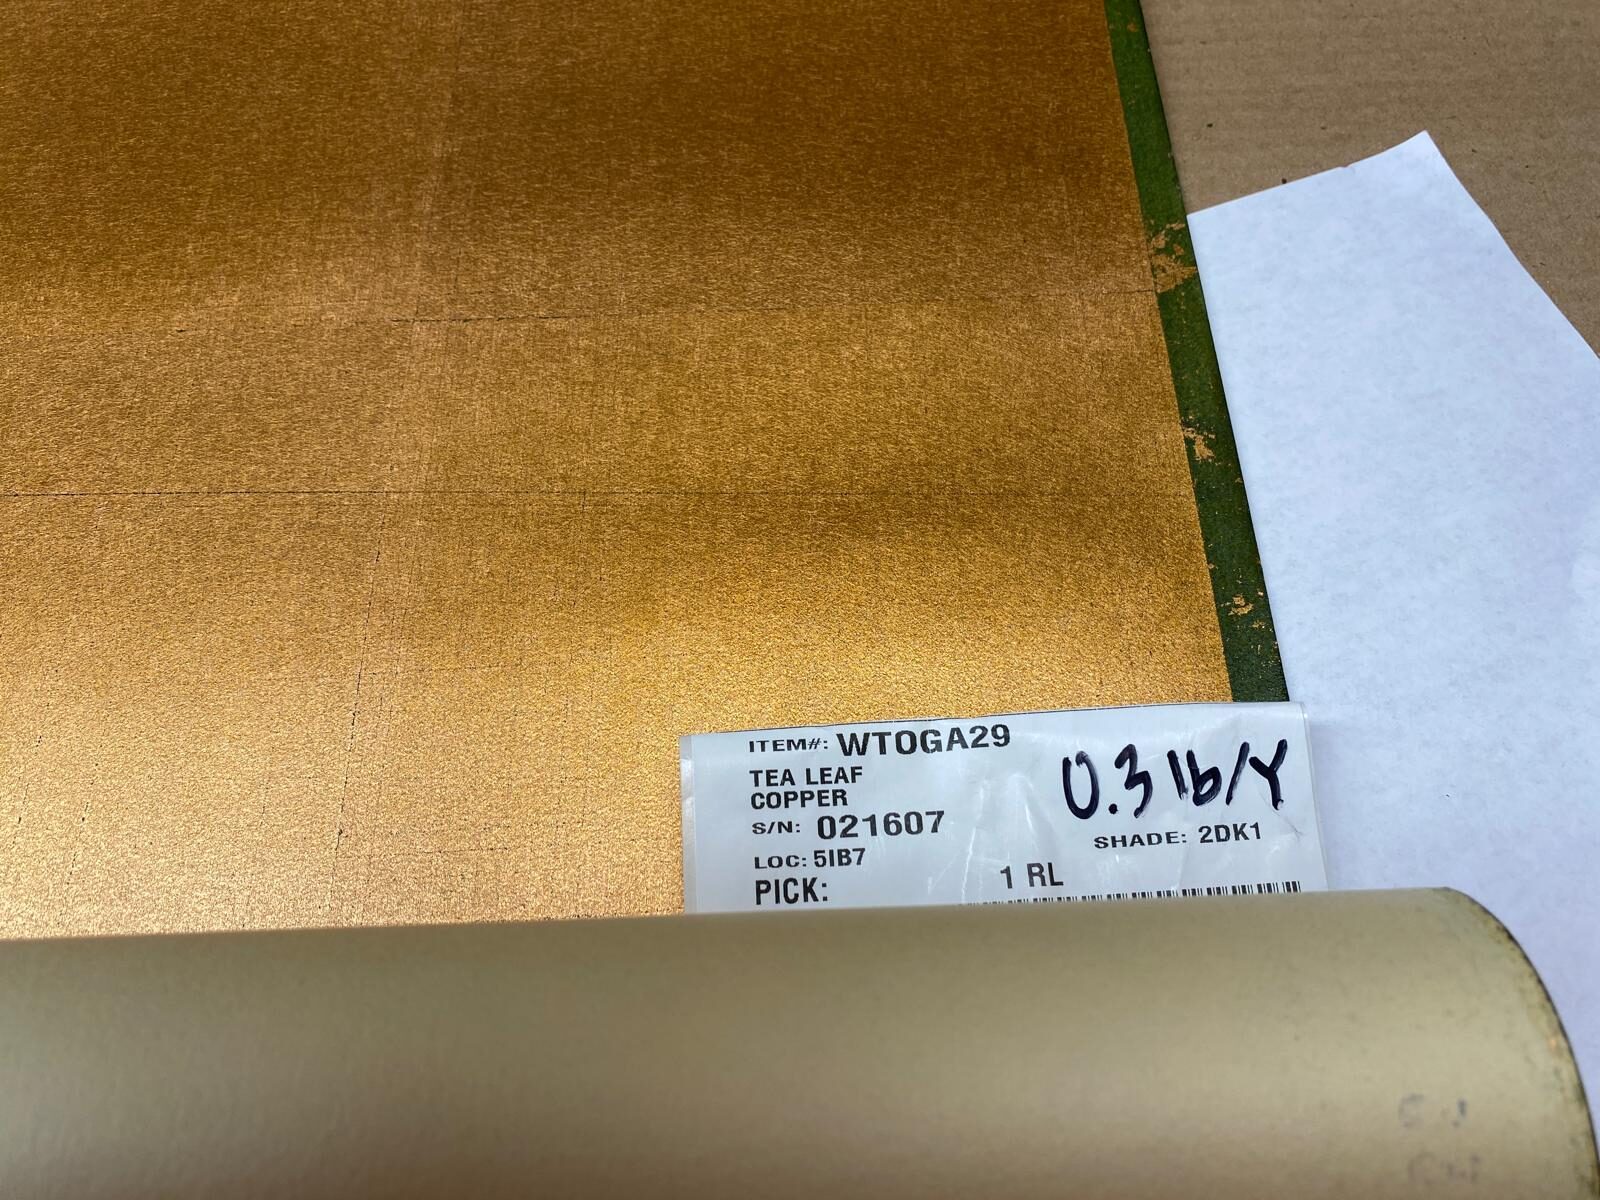 ITEM#: WTOGA29
TEA LEAF
COPPER
0.3 lb/Y
S/N: 021607
SHADE: 2DK1
LOC: 5IB7
PICK: 1 RL